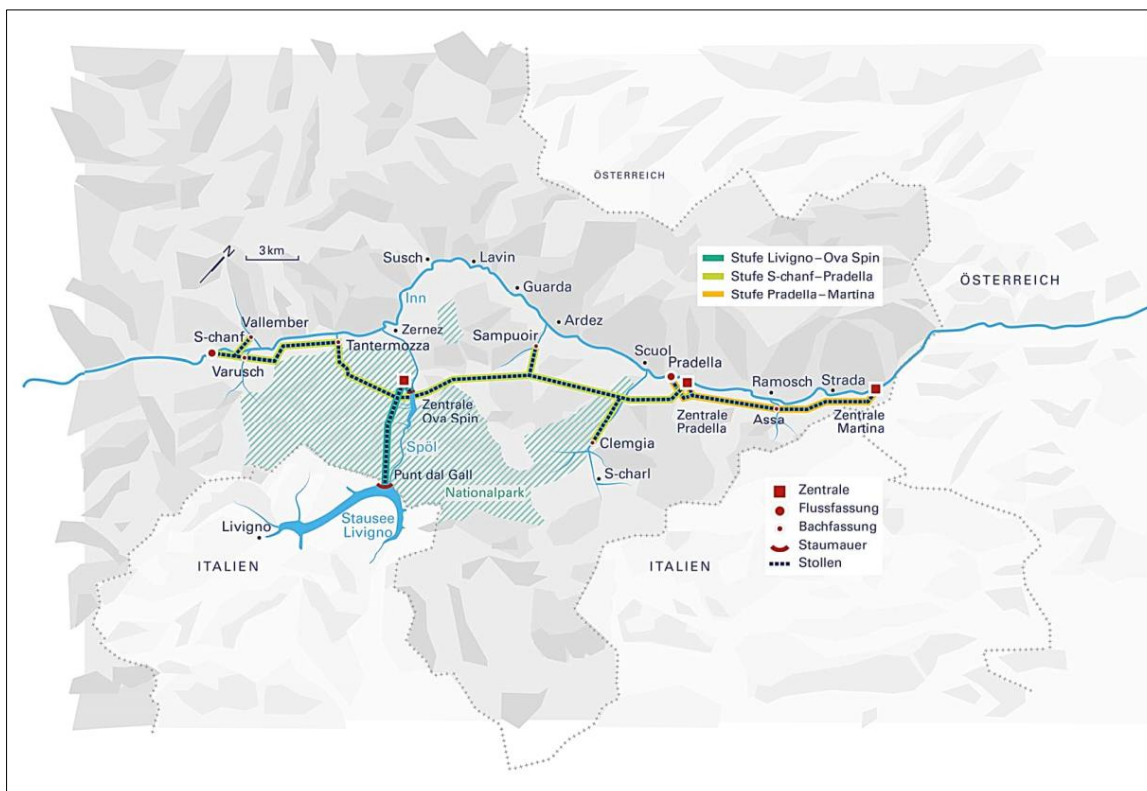 ÖSTERREICH
Stufe Livigno–Ova Spin
Stufe S-chanf–Pradella
Stufe Pradella–Martina
ÖSTERREICH
N
3 km
Susch
Lavin
Inn
Guarda
Vallember
S-chanf
Zernez
Ardez
Tantermozza
Sampuoir
Scuol
Pradella
Varusch
Ramosch
Strada
Zentrale
Ova Spin
Zentrale
Pradella
Assa
Zentrale
Martina
Spöl
Clemgia
Punt dal Gall
S-charl
Nationalpark
Livigno
Stausee
Livigno
ITALIEN
ITALIEN
Zentrale
Flussfassung
Bachfassung
Staumauer
Stollen